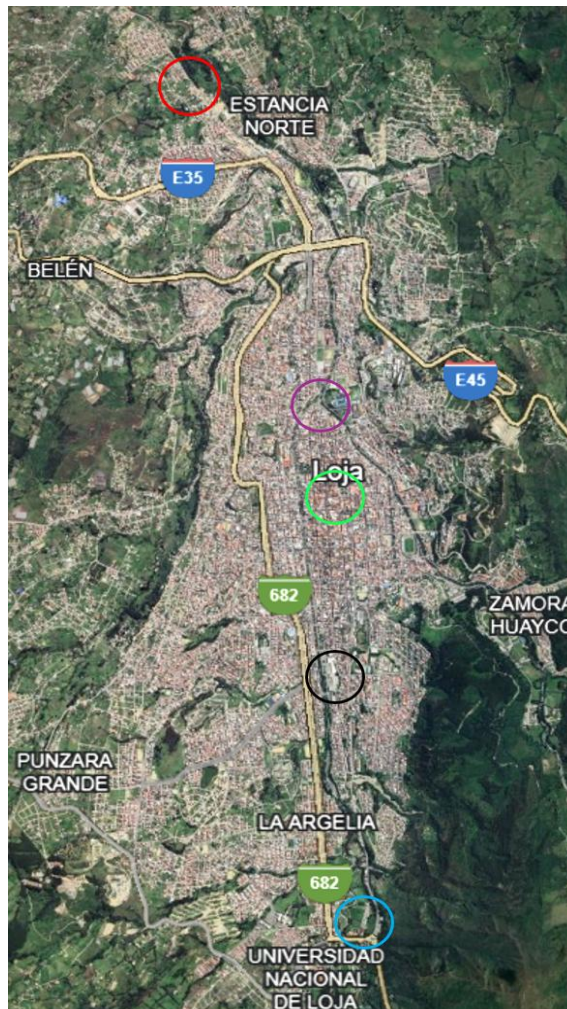 ESTANCIA
NORTE
E35
BELÉN
E45
Loja
682
ZAMORA
HUAYCO
PUNZARA
GRANDE
LA ARGELIA
682
UNIVERSIDAD
NACIONAL
DE LOJA